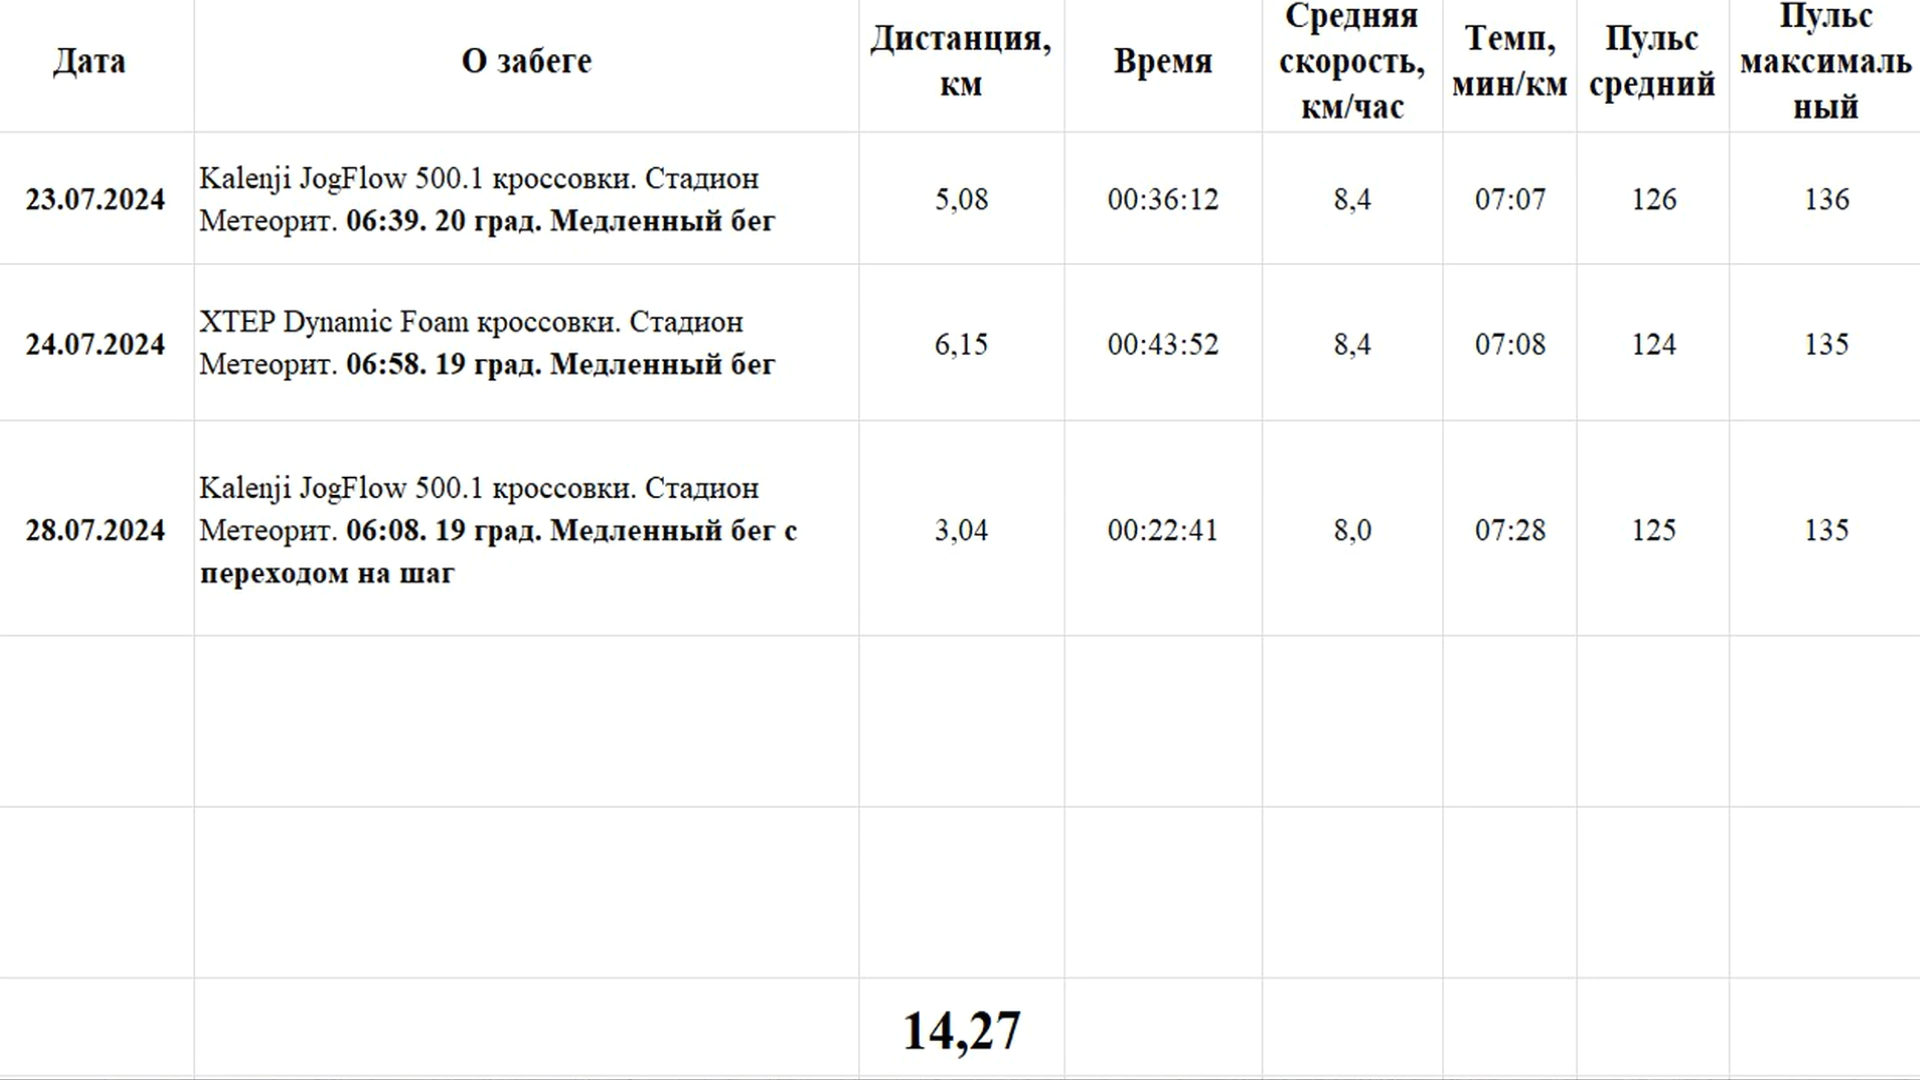 Дата
О забеге
Дистанция,
км
Время
Средняя
скорость,
км/час
Темп,
мин/км
Пульс
средний
Пульс
максималь
ный
23.07.2024
Kalenji JogFlow 500.1 кроссовки. Стадион
Метеорит. 06:39. 20 град. Медленный бег
5,08
00:36:12
8,4
07:07
126
136
24.07.2024
XTEP Dynamic Foam кроссовки. Стадион
Метеорит. 06:58. 19 град. Медленный бег
6,15
00:43:52
8,4
07:08
124
135
28.07.2024
Kalenji JogFlow 500.1 кроссовки. Стадион
Метеорит. 06:08. 19 град. Медленный бег с
переходом на шаг
3,04
00:22:41
8,0
07:28
125
135
14,27